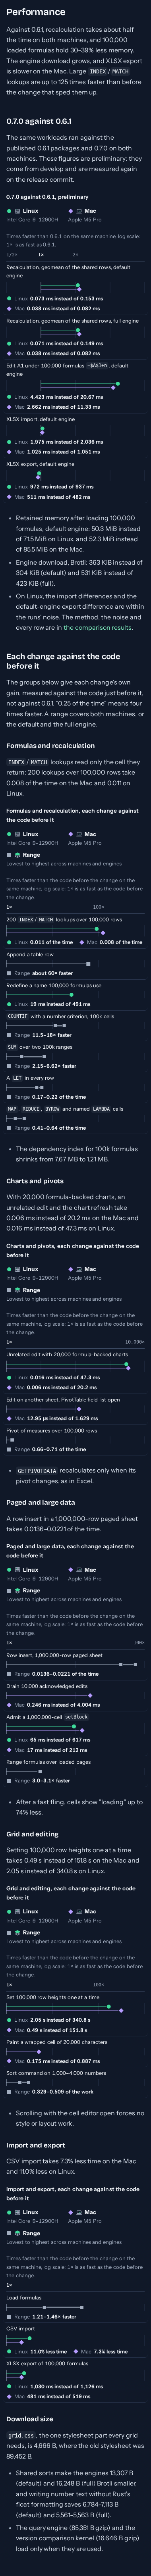 Performance
Against 0.6.1, recalculation takes about half
the time on both machines, and 100,000
loaded formulas hold 30–39% less memory.
The engine download grows, and XLSX export
is slower on the Mac. Large INDEX / MATCH
lookups are up to 125 times faster than before
the change that sped them up.
0.7.0 against 0.6.1
The same workloads ran against the
published 0.6.1 packages and 0.7.0 on both
machines. These figures are preliminary: they
come from develop and are measured again
on the release commit.
0.7.0 against 0.6.1, preliminary
Linux
Intel Core i9-12900H
Mac
Apple M5 Pro
Times faster than 0.6.1 on the same machine, log scale:
1× is as fast as 0.6.1.
1/2× 1× 2×
Recalculation, geomean of the shared rows, default
engine
Linux 0.073 ms instead of 0.153 ms
Mac 0.038 ms instead of 0.082 ms
Recalculation, geomean of the shared rows, full engine
Linux 0.071 ms instead of 0.149 ms
Mac 0.038 ms instead of 0.082 ms
Edit A1 under 100,000 formulas =$A$1+n, default
engine
Linux 4.423 ms instead of 20.67 ms
Mac 2.662 ms instead of 11.33 ms
XLSX import, default engine
Linux 1,975 ms instead of 2,036 ms
Mac 1,025 ms instead of 1,051 ms
XLSX export, default engine
Linux 972 ms instead of 937 ms
Mac 511 ms instead of 482 ms
Retained memory after loading 100,000
formulas, default engine: 50.3 MiB instead
of 71.5 MiB on Linux, and 52.3 MiB instead
of 85.5 MiB on the Mac.
Engine download, Brotli: 363 KiB instead of
304 KiB (default) and 531 KiB instead of
423 KiB (full).
On Linux, the import differences and the
default-engine export difference are within
the runs' noise. The method, the noise and
every row are in the comparison results.
Each change against the code
before it
The groups below give each change's own
gain, measured against the code just before it,
not against 0.6.1. "0.25 of the time" means four
times faster. A range covers both machines, or
the default and the full engine.
Formulas and recalculation
INDEX / MATCH lookups read only the cell they
return: 200 lookups over 100,000 rows take
0.008 of the time on the Mac and 0.011 on
Linux.
Formulas and recalculation, each change against
the code before it
Linux
Intel Core i9-12900H
Mac
Apple M5 Pro
Range
Lowest to highest across machines and engines
Times faster than the code before the change on the
same machine, log scale: 1× is as fast as the code before
the change.
1× 100×
200 INDEX / MATCH lookups over 100,000 rows
Linux 0.011 of the time Mac 0.008 of the time
Append a table row
Range about 60× faster
Redefine a name 100,000 formulas use
Linux 19 ms instead of 491 ms
COUNTIF with a number criterion, 100k cells
Range 11.5–18× faster
SUM over two 100k ranges
Range 2.15–6.62× faster
A LET in every row
Range 0.17–0.22 of the time
MAP, REDUCE, BYROW and named LAMBDA calls
Range 0.41–0.64 of the time
The dependency index for 100k formulas
shrinks from 7.67 MB to 1.21 MB.
Charts and pivots
With 20,000 formula-backed charts, an
unrelated edit and the chart refresh take
0.006 ms instead of 20.2 ms on the Mac and
0.016 ms instead of 47.3 ms on Linux.
Charts and pivots, each change against the code
before it
Linux
Intel Core i9-12900H
Mac
Apple M5 Pro
Range
Lowest to highest across machines and engines
Times faster than the code before the change on the
same machine, log scale: 1× is as fast as the code before
the change.
1× 10,000×
Unrelated edit with 20,000 formula-backed charts
Linux 0.016 ms instead of 47.3 ms
Mac 0.006 ms instead of 20.2 ms
Edit on another sheet, PivotTable field list open
Mac 12.95 µs instead of 1.629 ms
Pivot of measures over 100,000 rows
Range 0.66–0.71 of the time
GETPIVOTDATA recalculates only when its
pivot changes, as in Excel.
Paged and large data
A row insert in a 1,000,000-row paged sheet
takes 0.0136–0.0221 of the time.
Paged and large data, each change against the
code before it
Linux
Intel Core i9-12900H
Mac
Apple M5 Pro
Range
Lowest to highest across machines and engines
Times faster than the code before the change on the
same machine, log scale: 1× is as fast as the code before
the change.
1× 100×
Row insert, 1,000,000-row paged sheet
Range 0.0136–0.0221 of the time
Drain 10,000 acknowledged edits
Mac 0.246 ms instead of 4.004 ms
Admit a 1,000,000-cell setBlock
Linux 65 ms instead of 617 ms
Mac 17 ms instead of 212 ms
Range formulas over loaded pages
Range 3.0–3.1× faster
After a fast fling, cells show "loading" up to
74% less.
Grid and editing
Setting 100,000 row heights one at a time
takes 0.49 s instead of 151.8 s on the Mac and
2.05 s instead of 340.8 s on Linux.
Grid and editing, each change against the code
before it
Linux
Intel Core i9-12900H
Mac
Apple M5 Pro
Range
Lowest to highest across machines and engines
Times faster than the code before the change on the
same machine, log scale: 1× is as fast as the code before
the change.
1× 100×
Set 100,000 row heights one at a time
Linux 2.05 s instead of 340.8 s
Mac 0.49 s instead of 151.8 s
Paint a wrapped cell of 20,000 characters
Mac 0.175 ms instead of 0.887 ms
Sort command on 1,000–4,000 numbers
Range 0.329–0.509 of the work
Scrolling with the cell editor open forces no
style or layout work.
Import and export
CSV import takes 7.3% less time on the Mac
and 11.0% less on Linux.
Import and export, each change against the code
before it
Linux
Intel Core i9-12900H
Mac
Apple M5 Pro
Range
Lowest to highest across machines and engines
Times faster than the code before the change on the
same machine, log scale: 1× is as fast as the code before
the change.
1×
Load formulas
Range 1.21–1.46× faster
CSV import
Linux 11.0% less time Mac 7.3% less time
XLSX export of 100,000 formulas
Linux 1,030 ms instead of 1,126 ms
Mac 481 ms instead of 519 ms
Download size
grid.css, the one stylesheet part every grid
needs, is 4,666 B, where the old stylesheet was
89,452 B.
Shared sorts make the engines 13,307 B
(default) and 16,248 B (full) Brotli smaller,
and writing number text without Rust's
float formatting saves 6,784–7,113 B
(default) and 5,561–5,563 B (full).
The query engine (85,351 B gzip) and the
version comparison kernel (16,646 B gzip)
load only when they are used.